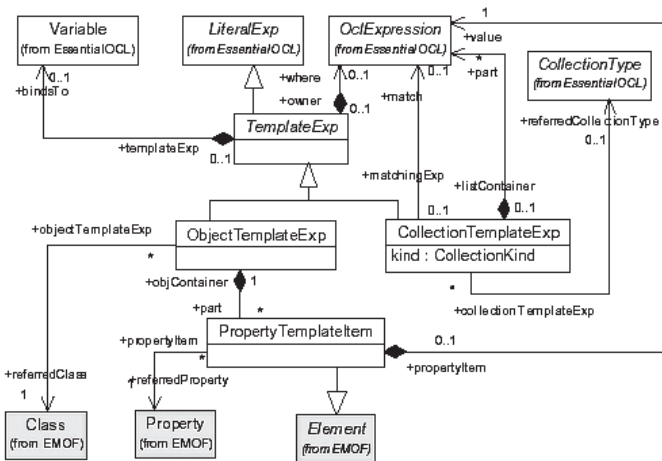 Variable
(from EssentialOCL)
LiteralExp
(from EssentialOCL)
OclExpression
(from EssentialOCL)
1
+value
CollectionType
(from EssentialOCL)
0..1
+bindsTo
+where
0..1
+owner
0..1
0..1
+match
*
+part
+referredCollectionType
0..1
TemplateExp
+templateExp
0..1
+matchingExp
0..1
+listContainer
0..1
+objectTemplateExp
*
ObjectTemplateExp
CollectionTemplateExp
kind : CollectionKind
+objContainer
1
*
+collectionTemplateExp
+part
*
+propertyItem
*
PropertyTemplateItem
0..1
+propertyItem
+referredClass
1
+referredProperty
1
Class
(from EMOF)
Property
(from EMOF)
Element
(from EMOF)